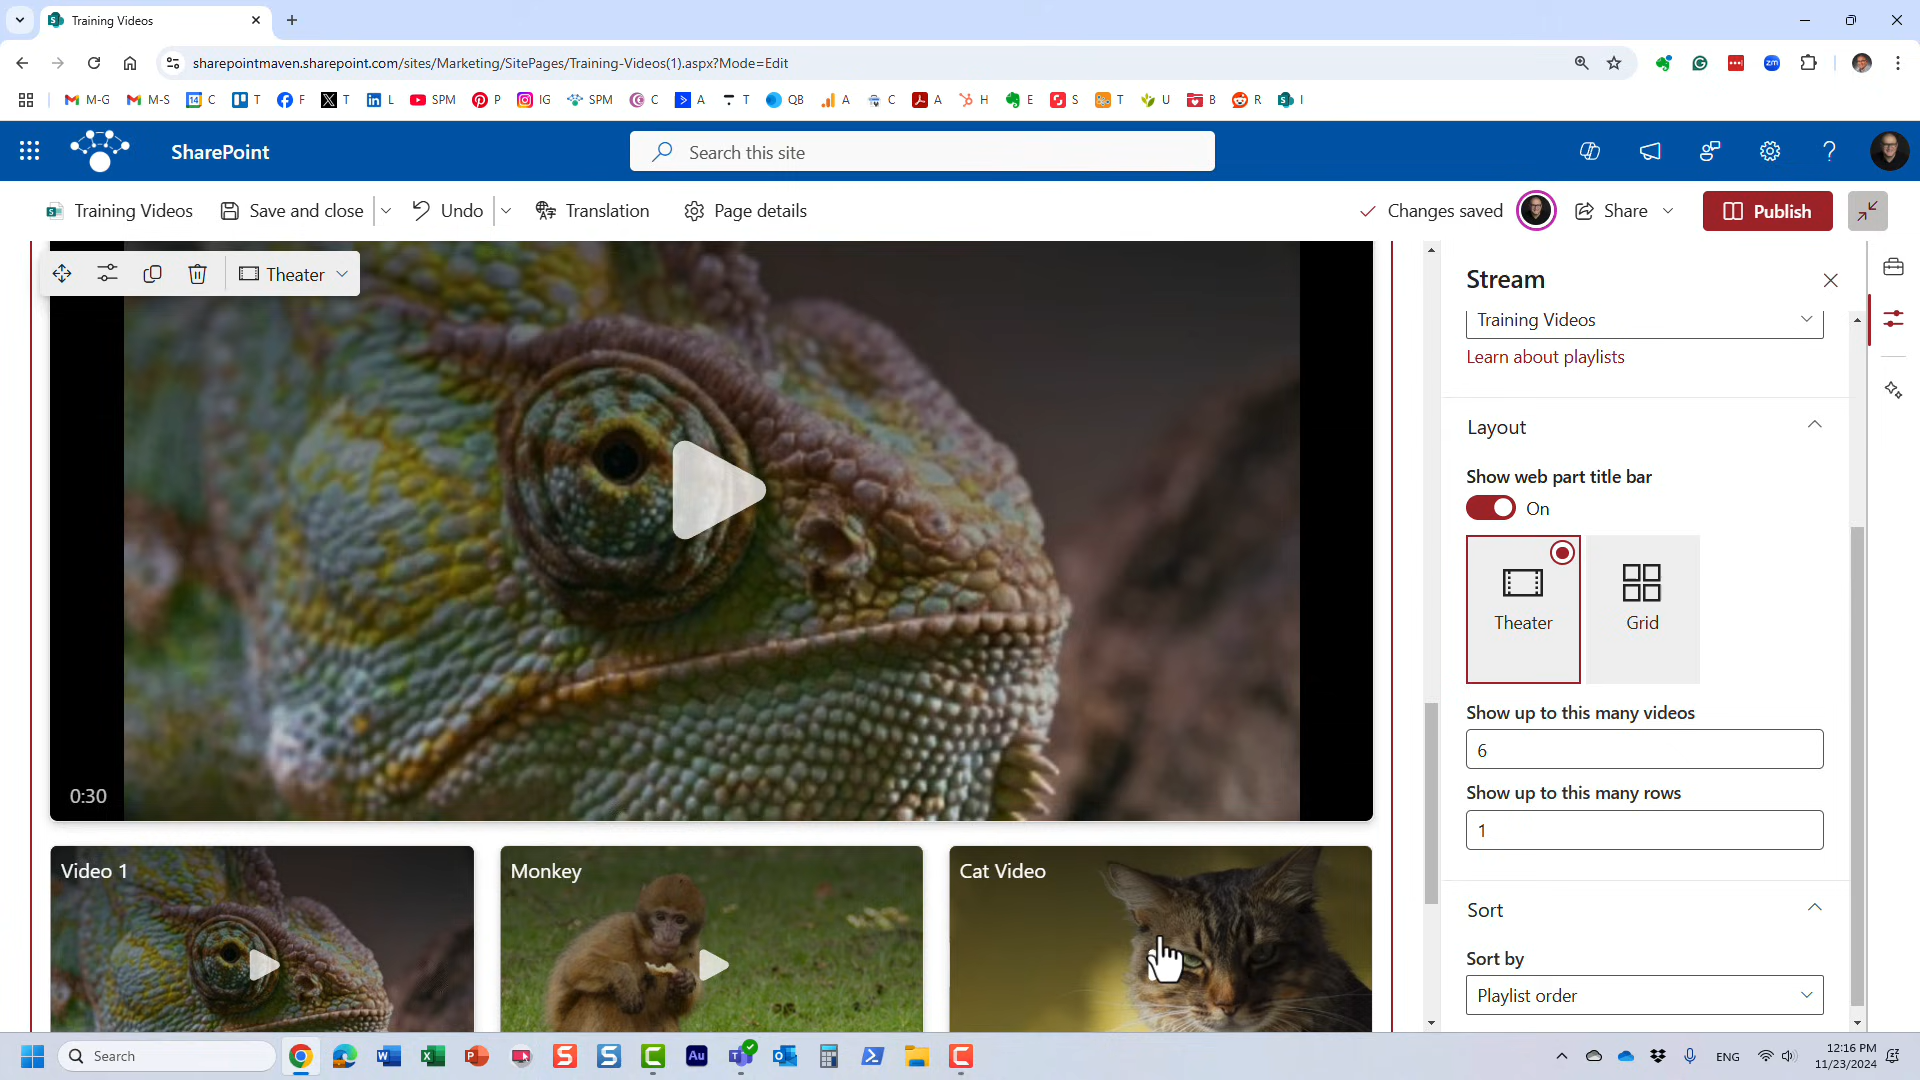 Training Videos
sharepointmaven.sharepoint.com/sites/Marketing/SitePages/Training-Videos(1).aspx?Mode=Edit
M-G M-S C T F T L SPM P IG SPM C A T QB A C A H E S T U B R I
SharePoint
Search this site
Training Videos
Save and close
Undo
Translation
Page details
Changes saved
Share
Publish
Theater
0:30
Video 1
Monkey
Cat Video
Stream
Training Videos
Learn about playlists
Layout
Show web part title bar
On
Theater
Grid
Show up to this many videos
6
Show up to this many rows
1
Sort
Sort by
Playlist order
Search
ENG
12:16 PM
11/23/2024